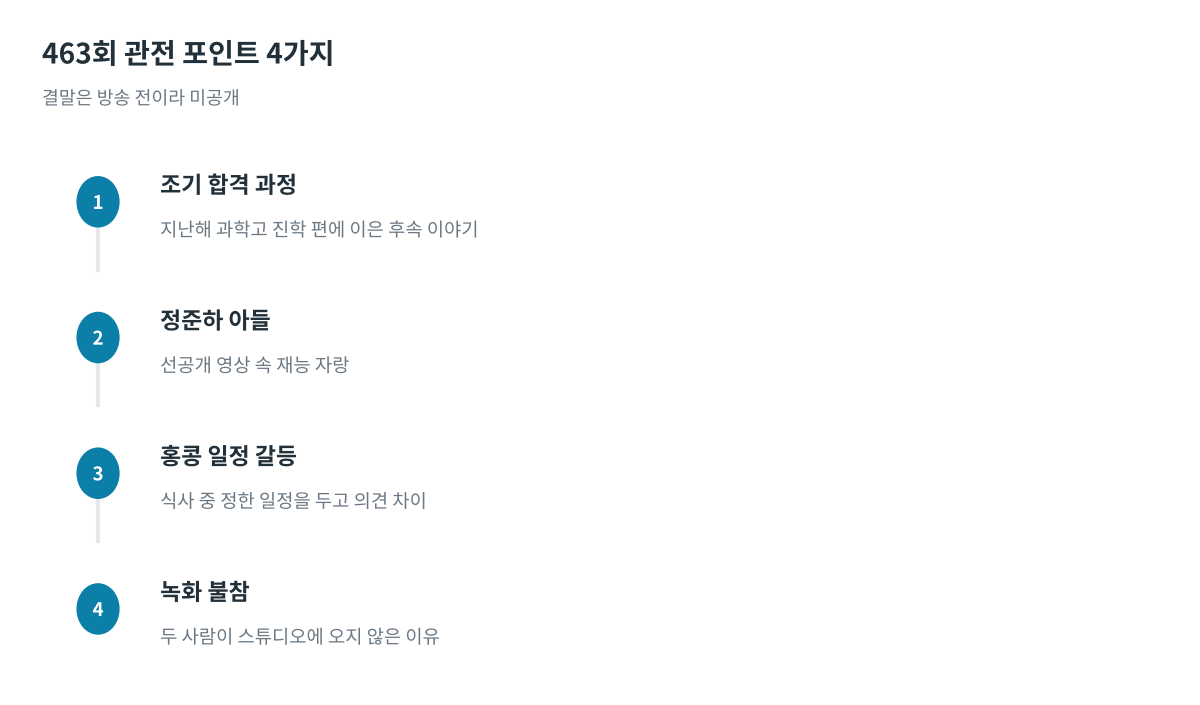 463회 관전 포인트 4가지
결말은 방송 전이라 미공개
1
조기 합격 과정
지난해 과학고 진학 편에 이은 후속 이야기
2
정준하 아들
선공개 영상 속 재능 자랑
3
홍콩 일정 갈등
식사 중 정한 일정을 두고 의견 차이
4
녹화 불참
두 사람이 스튜디오에 오지 않은 이유